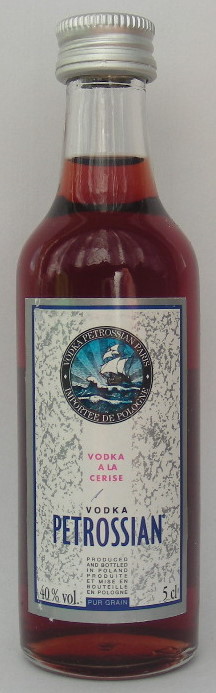 VODKA PETROSSIAN PARIS
IMPORTÉE DE POLOGNE
VODKA
A LA
CERISE
VODKA
PETROSSIAN
PRODUCED
AND BOTTLED
IN POLAND
PRODUITE
ET MISE EN
BOUTEILLE
EN POLOGNE
40% vol.
PUR GRAIN
5 cl